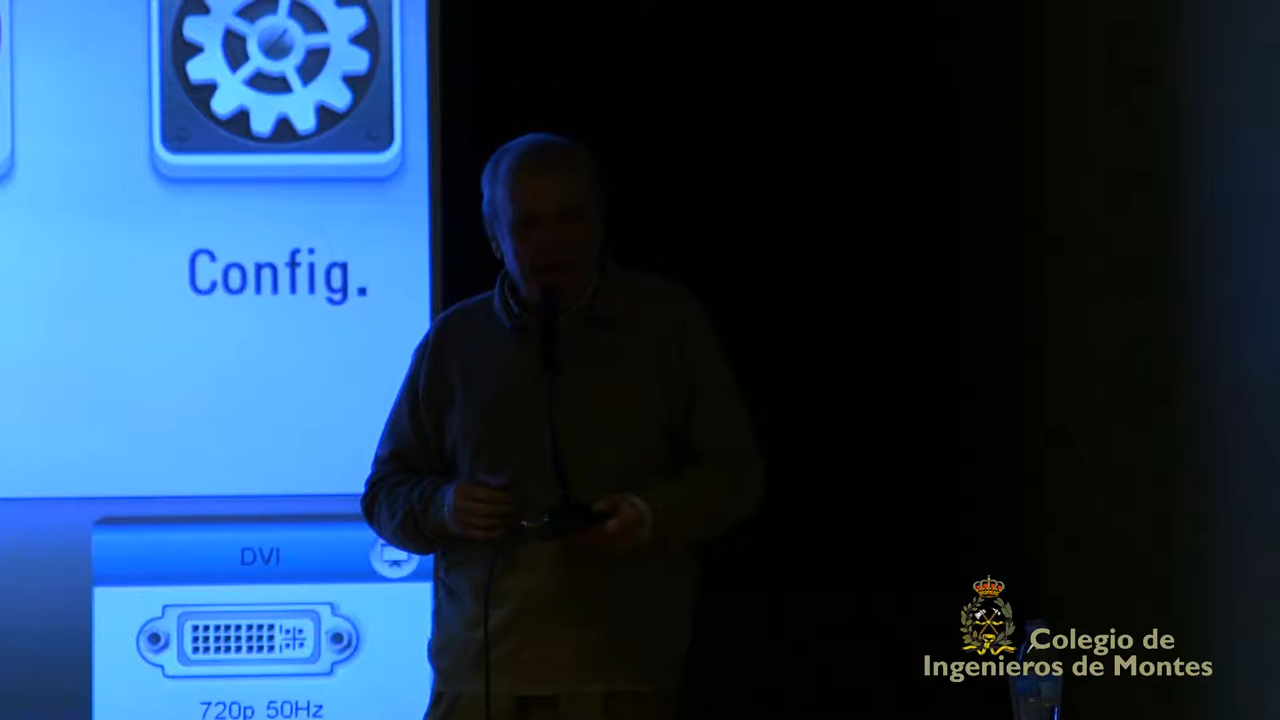 Config.
DVI
720p 50Hz
Colegio de
Ingenieros de Montes